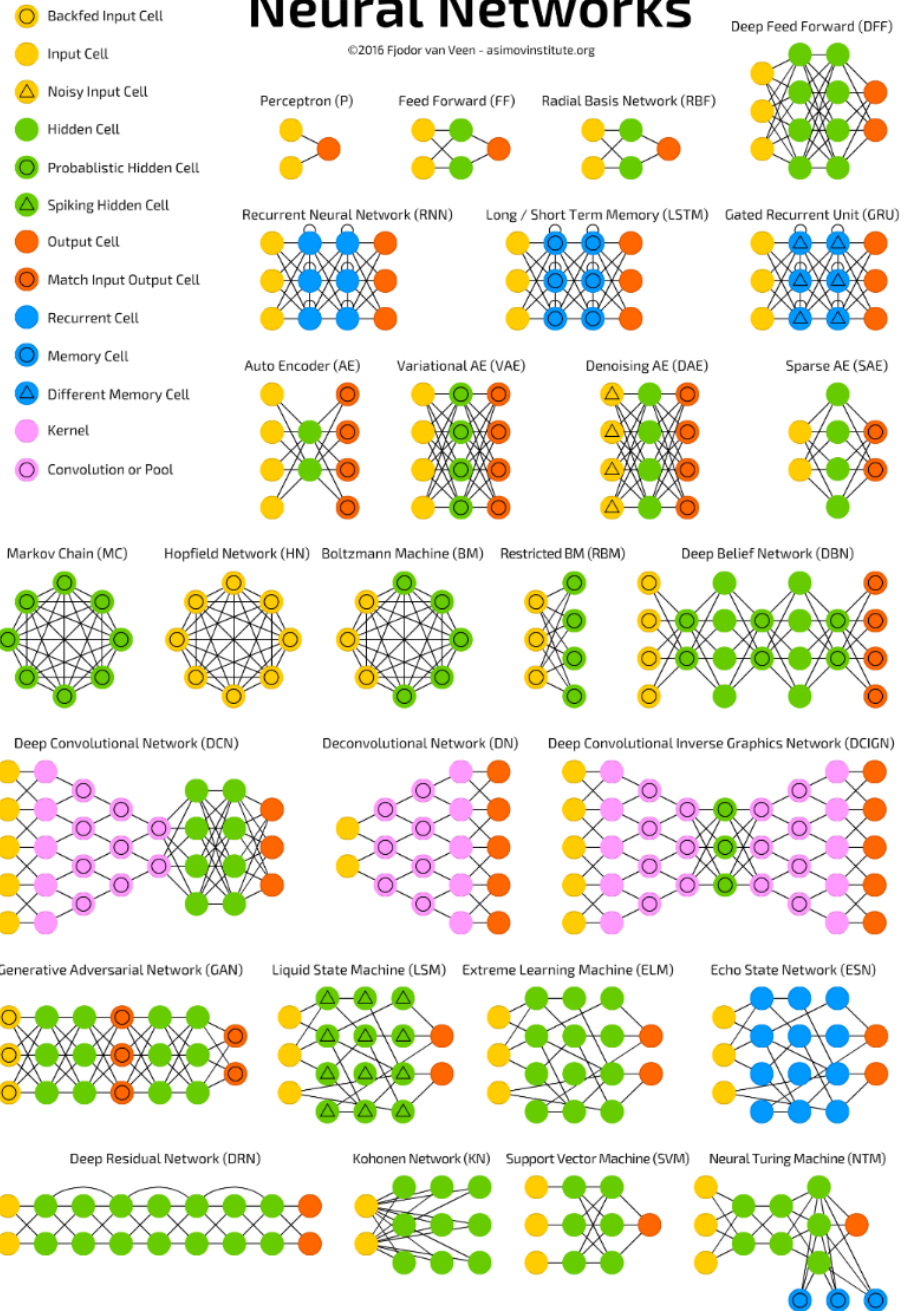 Neural Networks
©2016 Fjodor van Veen - asimovinstitute.org
Backfed Input Cell
Input Cell
Noisy Input Cell
Hidden Cell
Probablistic Hidden Cell
Spiking Hidden Cell
Output Cell
Match Input Output Cell
Recurrent Cell
Memory Cell
Different Memory Cell
Kernel
Convolution or Pool
Perceptron (P)
Feed Forward (FF)
Radial Basis Network (RBF)
Deep Feed Forward (DFF)
Recurrent Neural Network (RNN)
Long / Short Term Memory (LSTM)
Gated Recurrent Unit (GRU)
Auto Encoder (AE)
Variational AE (VAE)
Denoising AE (DAE)
Sparse AE (SAE)
Markov Chain (MC)
Hopfield Network (HN)
Boltzmann Machine (BM)
Restricted BM (RBM)
Deep Belief Network (DBN)
Deep Convolutional Network (DCN)
Deconvolutional Network (DN)
Deep Convolutional Inverse Graphics Network (DCIGN)
Generative Adversarial Network (GAN)
Liquid State Machine (LSM)
Extreme Learning Machine (ELM)
Echo State Network (ESN)
Deep Residual Network (DRN)
Kohonen Network (KN)
Support Vector Machine (SVM)
Neural Turing Machine (NTM)